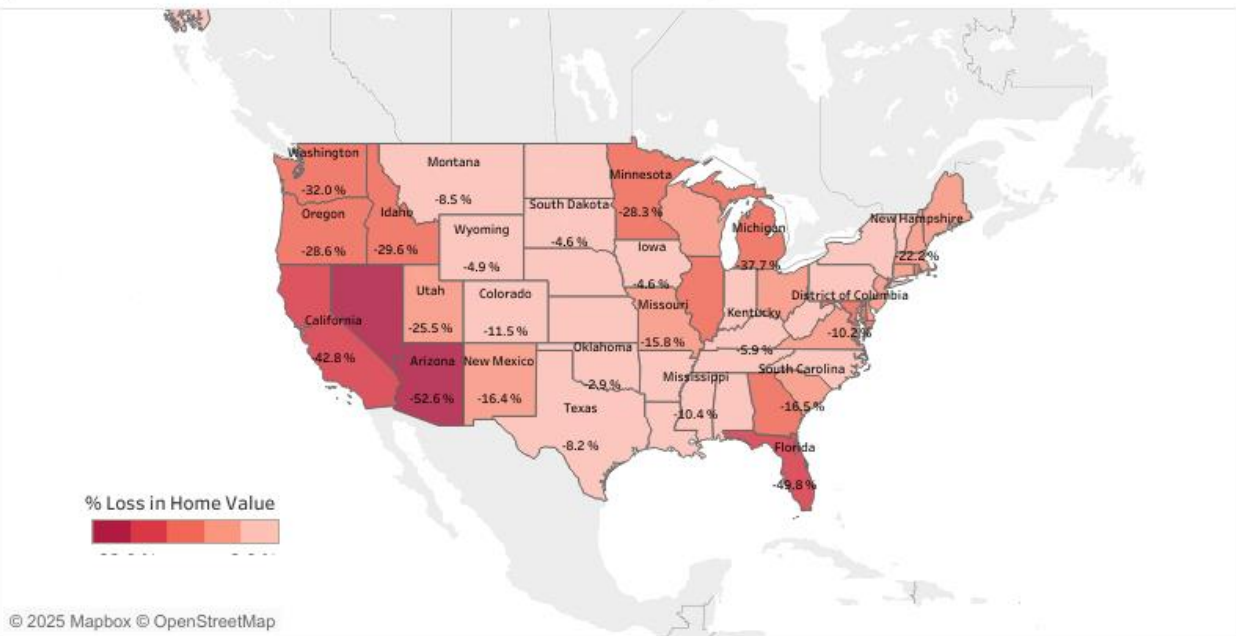 Washington
-32.0 %
Montana
-8.5 %
Minnesota
-28.3 %
Oregon
-28.6 %
Idaho
-29.6 %
South Dakota
-4.6 %
Wyoming
-4.9 %
Iowa
-4.6 %
Michigan
-37.7 %
New Hampshire
-22.2 %
California
-42.8 %
Utah
-25.5 %
Colorado
-11.5 %
Missouri
-15.8 %
Kentucky
-5.9 %
District of Columbia
-10.2 %
Arizona
-52.6 %
New Mexico
-16.4 %
Oklahoma
-2.9 %
Texas
-8.2 %
Mississippi
-10.4 %
South Carolina
-16.5 %
Florida
-49.8 %
% Loss in Home Value
© 2025 Mapbox © OpenStreetMap